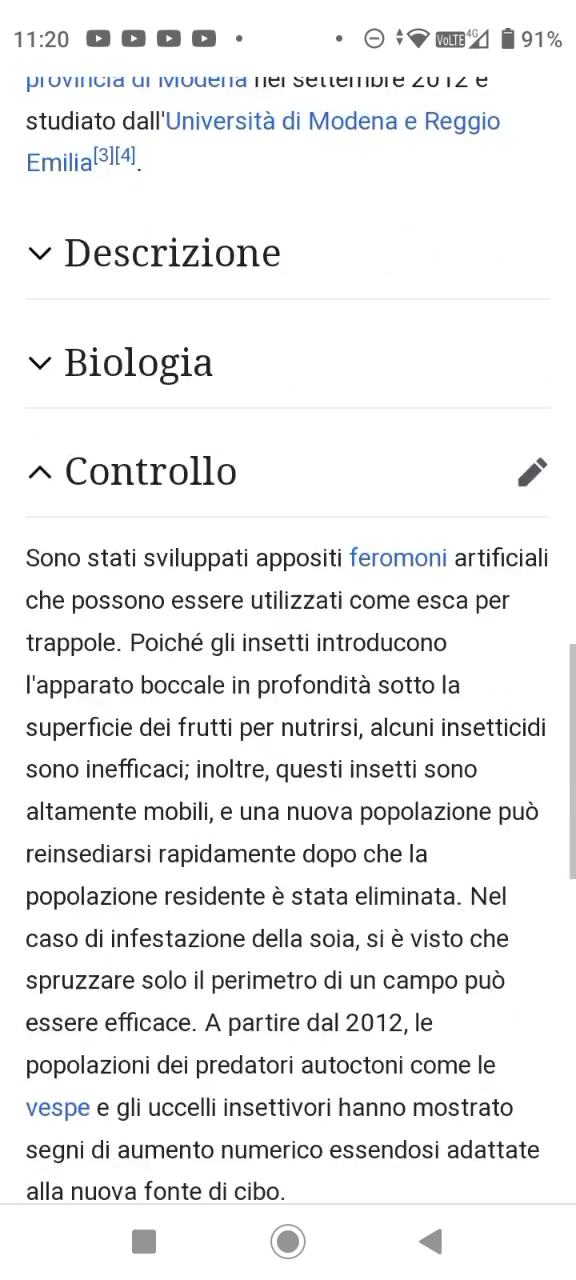 11:20
VoLTE 4G 91%
provincia di Modena nel settembre 2012 e
studiato dall'Università di Modena e Reggio
Emilia[3][4].
Descrizione
Biologia
Controllo
Sono stati sviluppati appositi feromoni artificiali
che possono essere utilizzati come esca per
trappole. Poiché gli insetti introducono
l'apparato boccale in profondità sotto la
superficie dei frutti per nutrirsi, alcuni insetticidi
sono inefficaci; inoltre, questi insetti sono
altamente mobili, e una nuova popolazione può
reinsediarsi rapidamente dopo che la
popolazione residente è stata eliminata. Nel
caso di infestazione della soia, si è visto che
spruzzare solo il perimetro di un campo può
essere efficace. A partire dal 2012, le
popolazioni dei predatori autoctoni come le
vespe e gli uccelli insettivori hanno mostrato
segni di aumento numerico essendosi adattate
alla nuova fonte di cibo.